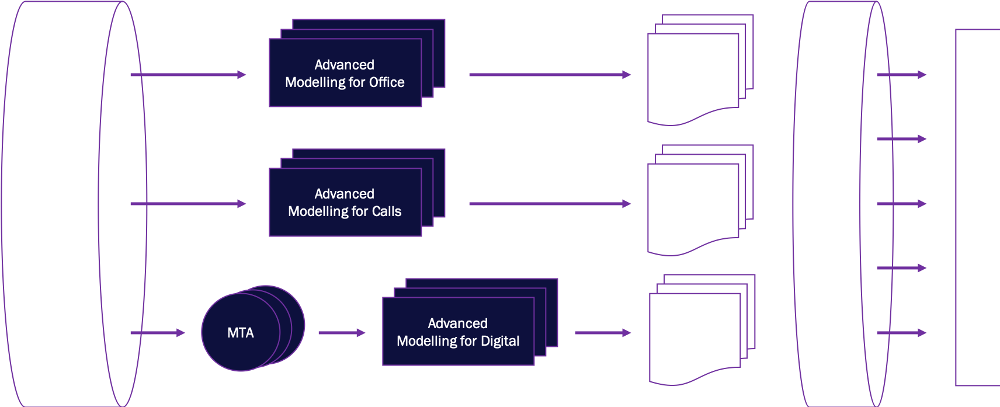 Advanced
Modelling for Office
Advanced
Modelling for Calls
MTA
Advanced
Modelling for Digital